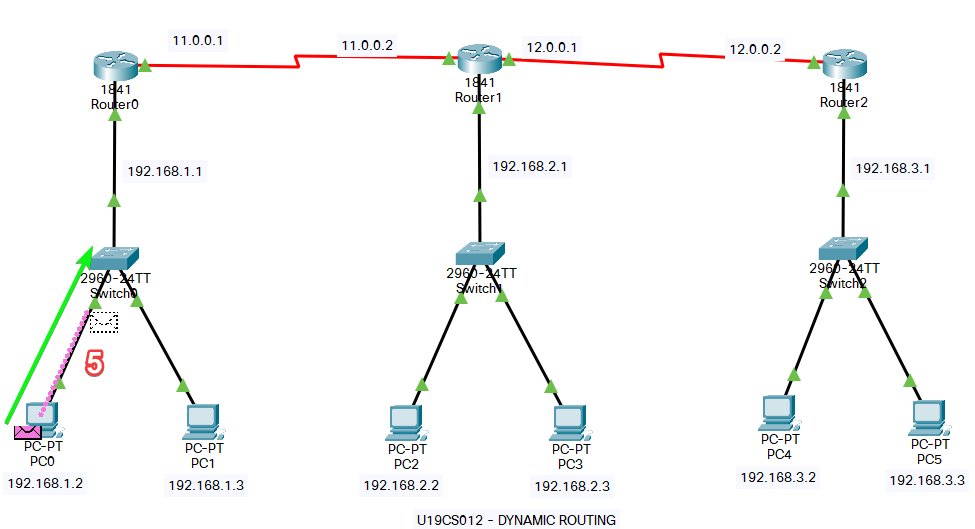 11.0.0.1
11.0.0.2
12.0.0.1
12.0.0.2
1841
Router0
1841
Router1
1841
Router2
192.168.1.1
192.168.2.1
192.168.3.1
2960-24TT
Switch0
2960-24TT
Switch1
2960-24TT
Switch2
5
PC-PT
PC0
PC-PT
PC1
PC-PT
PC2
PC-PT
PC3
PC-PT
PC4
PC-PT
PC5
192.168.1.2
192.168.1.3
192.168.2.2
192.168.2.3
192.168.3.2
192.168.3.3
U19CS012 - DYNAMIC ROUTING